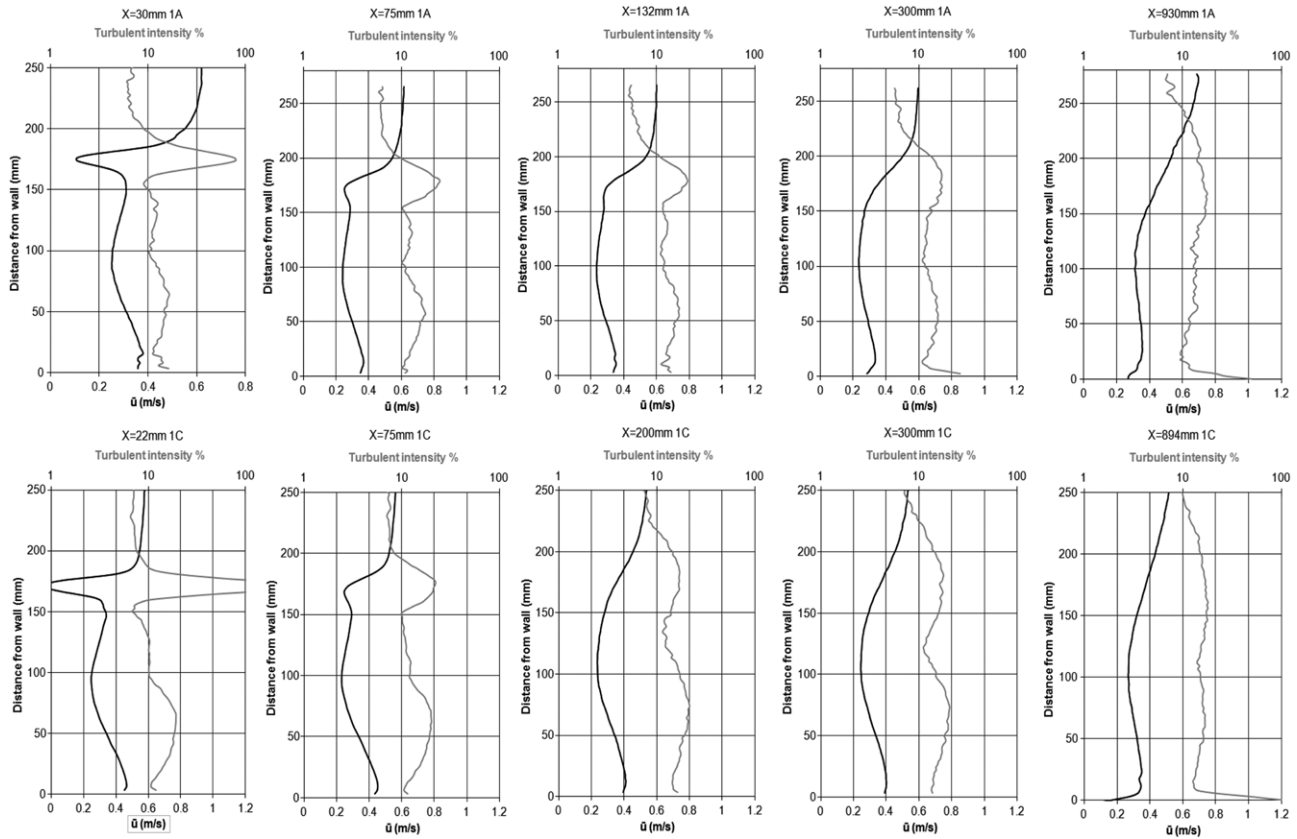 X=30mm 1A
Turbulent intensity %
1 10 100
Distance from wall (mm)
250
200
150
100
50
0
0 0.2 0.4 0.6 0.8
ū (m/s)
X=75mm 1A
Turbulent intensity %
1 10 100
Distance from wall (mm)
250
200
150
100
50
0
0 0.2 0.4 0.6 0.8 1 1.2
ū (m/s)
X=132mm 1A
Turbulent intensity %
1 10 100
Distance from wall (mm)
250
200
150
100
50
0
0 0.2 0.4 0.6 0.8 1 1.2
ū (m/s)
X=300mm 1A
Turbulent intensity %
1 10 100
Distance from wall (mm)
250
200
150
100
50
0
0 0.2 0.4 0.6 0.8 1 1.2
ū (m/s)
X=930mm 1A
Turbulent intensity %
1 10 100
Distance from wall (mm)
250
200
150
100
50
0
0 0.2 0.4 0.6 0.8 1 1.2
ū (m/s)
X=22mm 1C
Turbulent intensity %
1 10 100
Distance from wall (mm)
250
200
150
100
50
0
0 0.2 0.4 0.6 0.8 1 1.2
ū (m/s)
X=75mm 1C
Turbulent intensity %
1 10 100
Distance from wall (mm)
250
200
150
100
50
0
0 0.2 0.4 0.6 0.8 1 1.2
ū (m/s)
X=200mm 1C
Turbulent intensity %
1 10 100
Distance from wall (mm)
250
200
150
100
50
0
0 0.2 0.4 0.6 0.8 1 1.2
ū (m/s)
X=300mm 1C
Turbulent intensity %
1 10 100
Distance from wall (mm)
250
200
150
100
50
0
0 0.2 0.4 0.6 0.8 1 1.2
ū (m/s)
X=894mm 1C
Turbulent intensity %
1 10 100
Distance from wall (mm)
250
200
150
100
50
0
0 0.2 0.4 0.6 0.8 1 1.2
ū (m/s)